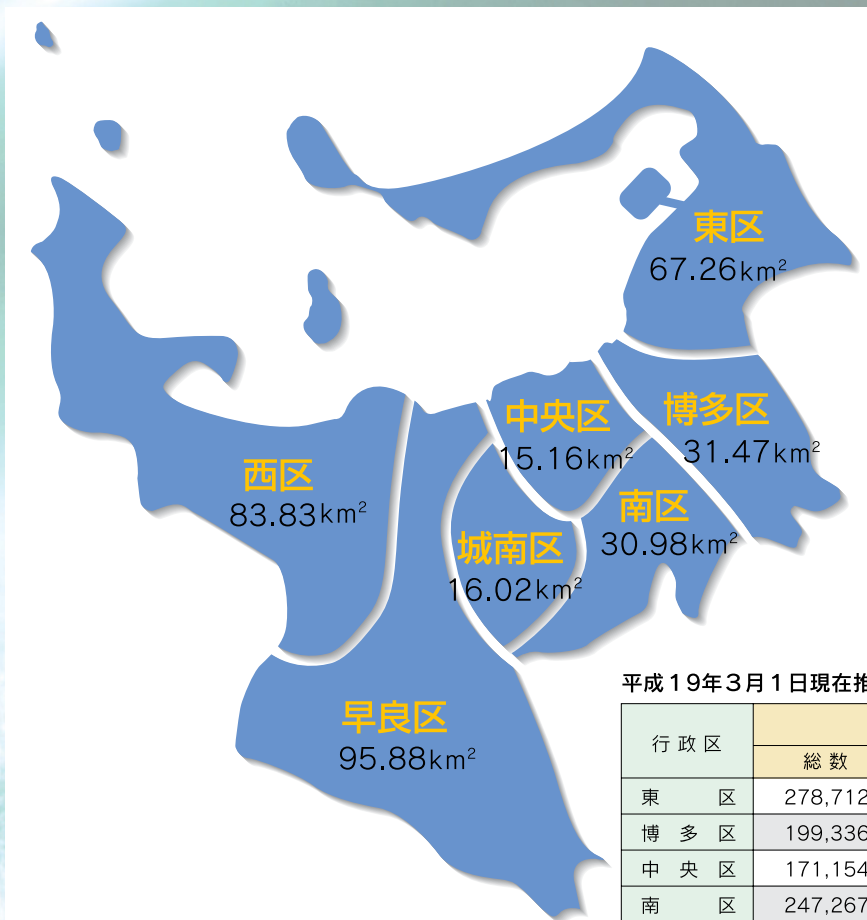 東区
67.26km²
中央区
15.16km²
博多区
31.47km²
西区
83.83km²
南区
30.98km²
城南区
16.02km²
早良区
95.88km²
平成19年3月1日現在推
行政区
総数
東区 278,712
博多区 199,336
中央区 171,154
南区 247,267